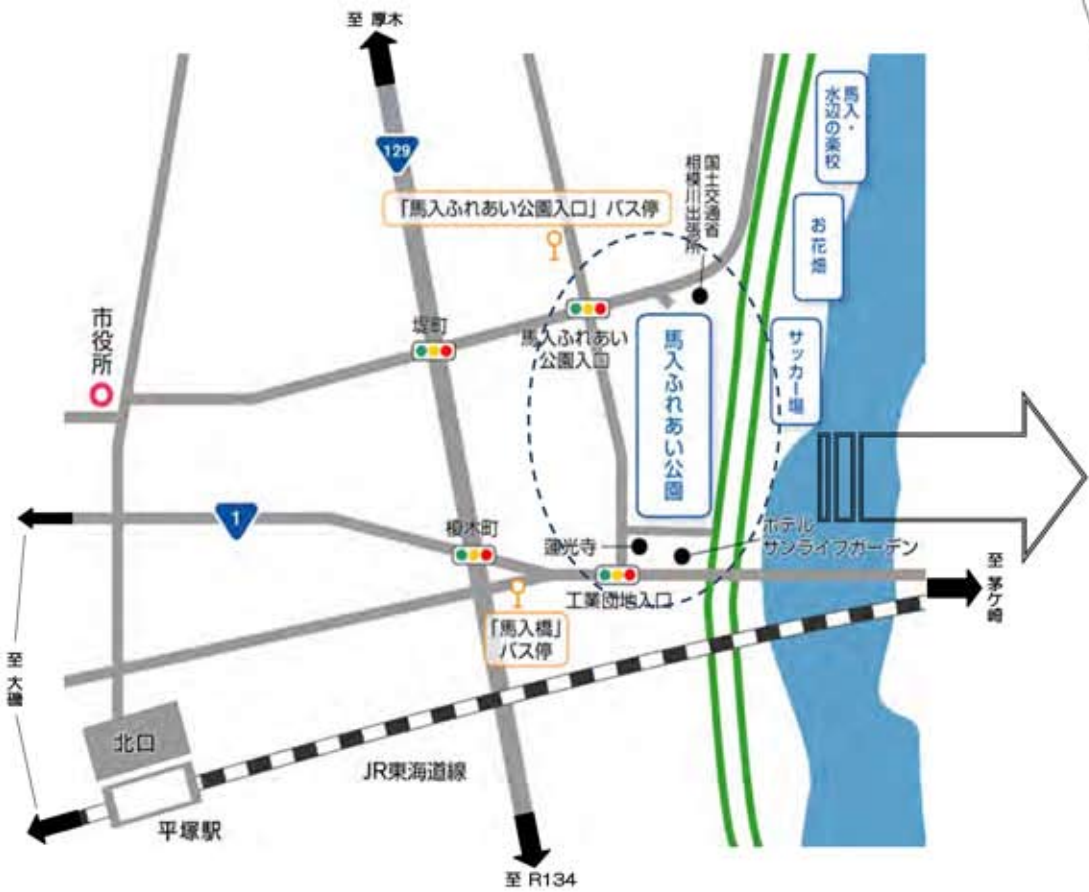 至 厚木
129
「馬入ふれあい公園入口」バス停
国土交通省
相模川出張所
馬入・
水辺の楽校
お花畑
サッカー場
市役所
堤町
馬入ふれあい
公園入口
馬入ふれあい公園
1
榎木町
蓮光寺
ホテル
サンライフガーデン
工業団地入口
「馬入橋」
バス停
至 茅ケ崎
至 大磯
北口
JR東海道線
平塚駅
至 R134